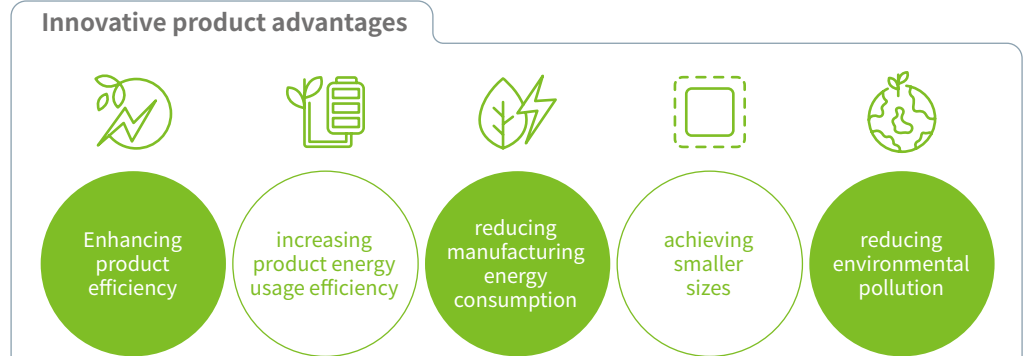 Innovative product advantages
Enhancing
product
efficiency
increasing
product energy
usage efficiency
reducing
manufacturing
energy
consumption
achieving
smaller
sizes
reducing
environmental
pollution